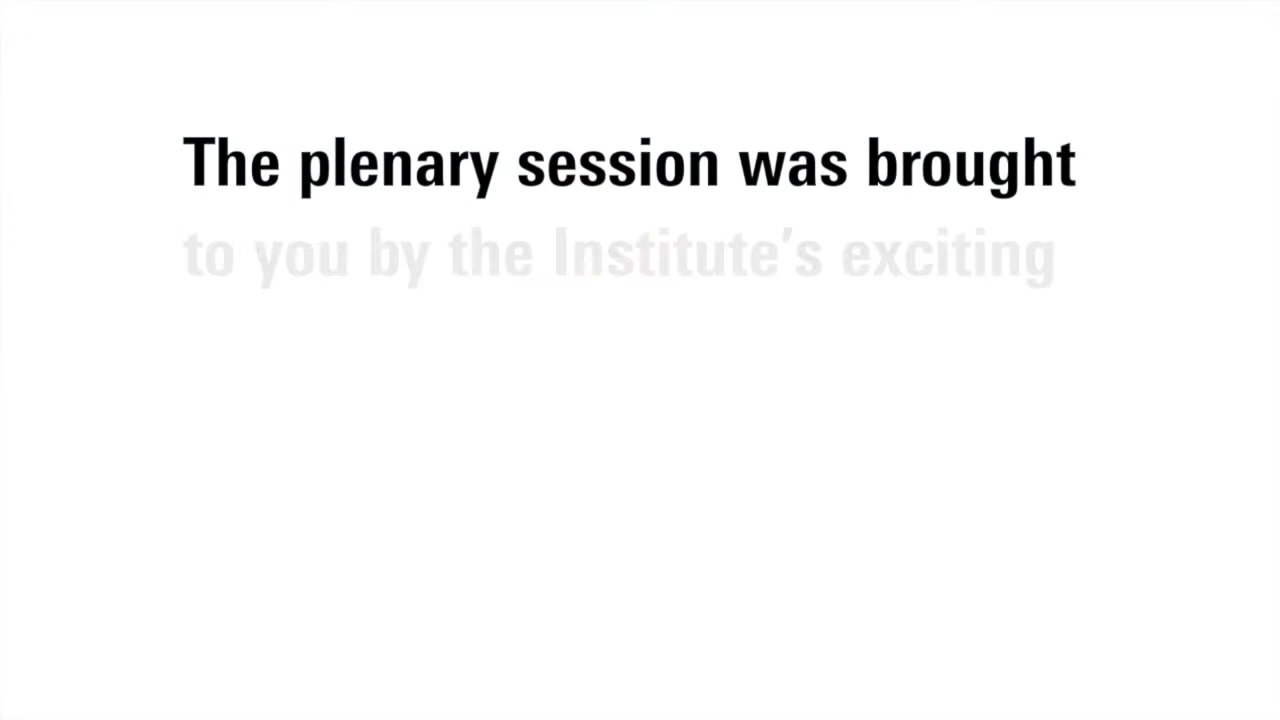 The plenary session was brought
to you by the Institute’s exciting